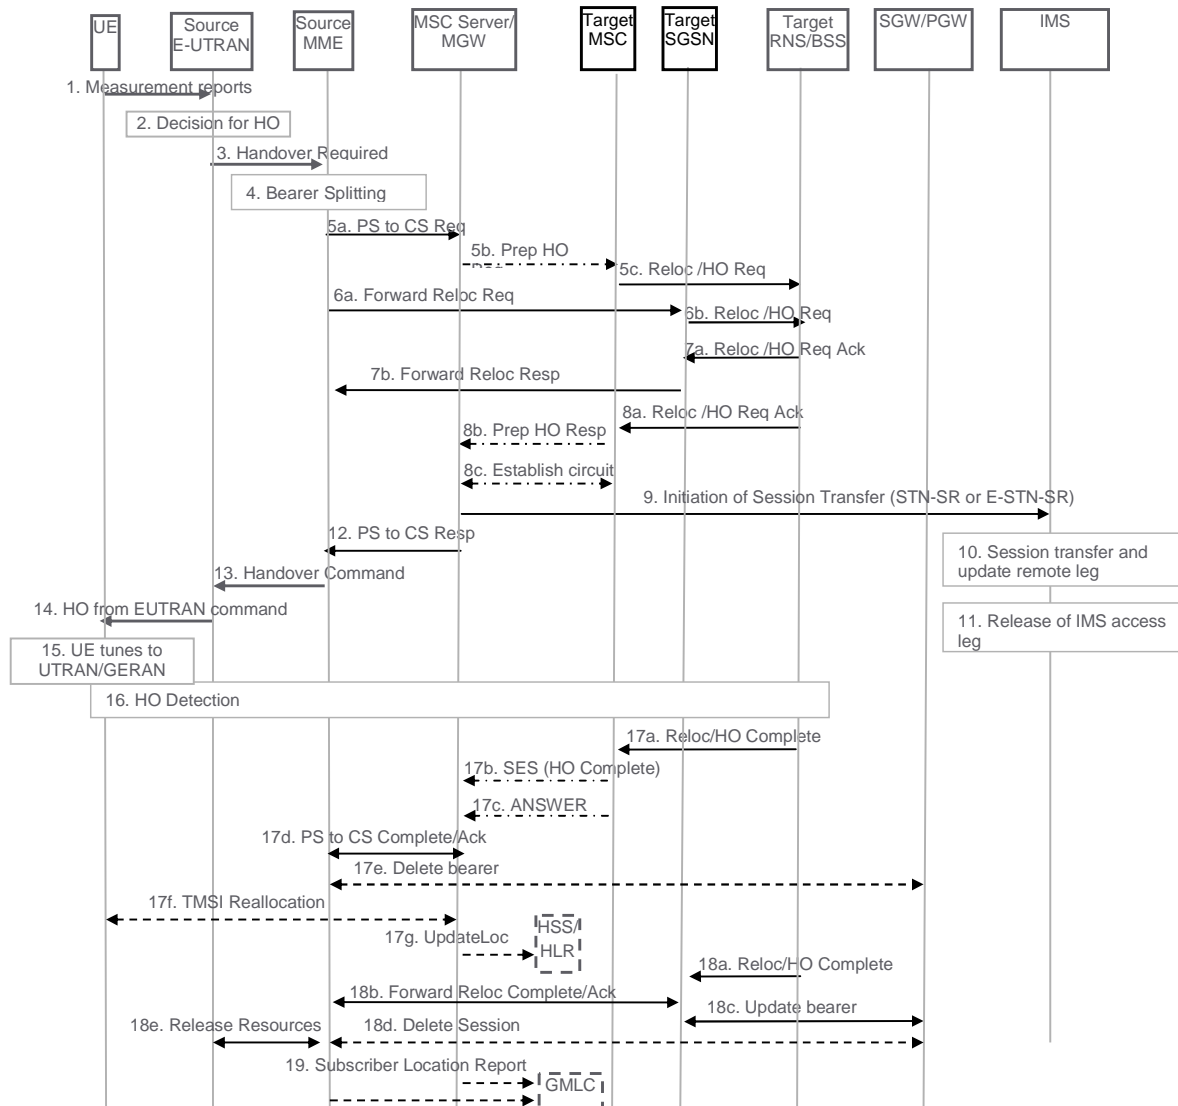 UE
Source
E-UTRAN
Source
MME
MSC Server/
MGW
Target
MSC
Target
SGSN
Target
RNS/BSS
SGW/PGW
IMS
1. Measurement reports
2. Decision for HO
3. Handover Required
4. Bearer Splitting
5a. PS to CS Req
5b. Prep HO
5c. Reloc /HO Req
6a. Forward Reloc Req
6b. Reloc /HO Req
7a. Reloc /HO Req Ack
7b. Forward Reloc Resp
8a. Reloc /HO Req Ack
8b. Prep HO Resp
8c. Establish circuit
9. Initiation of Session Transfer (STN-SR or E-STN-SR)
12. PS to CS Resp
10. Session transfer and
update remote leg
13. Handover Command
14. HO from EUTRAN command
11. Release of IMS access
leg
15. UE tunes to
UTRAN/GERAN
16. HO Detection
17a. Reloc/HO Complete
17b. SES (HO Complete)
17c. ANSWER
17d. PS to CS Complete/Ack
17e. Delete bearer
17f. TMSI Reallocation
HSS/
HLR
17g. UpdateLoc
18a. Reloc/HO Complete
18b. Forward Reloc Complete/Ack
18c. Update bearer
18e. Release Resources
18d. Delete Session
19. Subscriber Location Report
GMLC